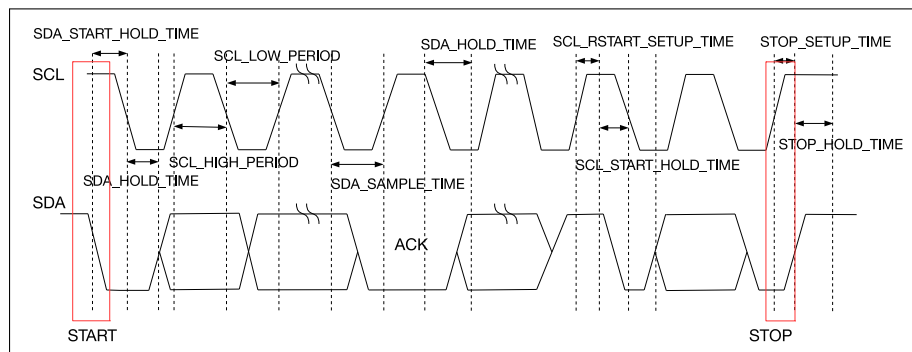 SDA_START_HOLD_TIME
SCL_LOW_PERIOD
SDA_HOLD_TIME
SCL_RSTART_SETUP_TIME
STOP_SETUP_TIME
SCL
SCL_HIGH_PERIOD
SDA_HOLD_TIME
SDA_SAMPLE_TIME
SCL_START_HOLD_TIME
STOP_HOLD_TIME
SDA
ACK
START
STOP